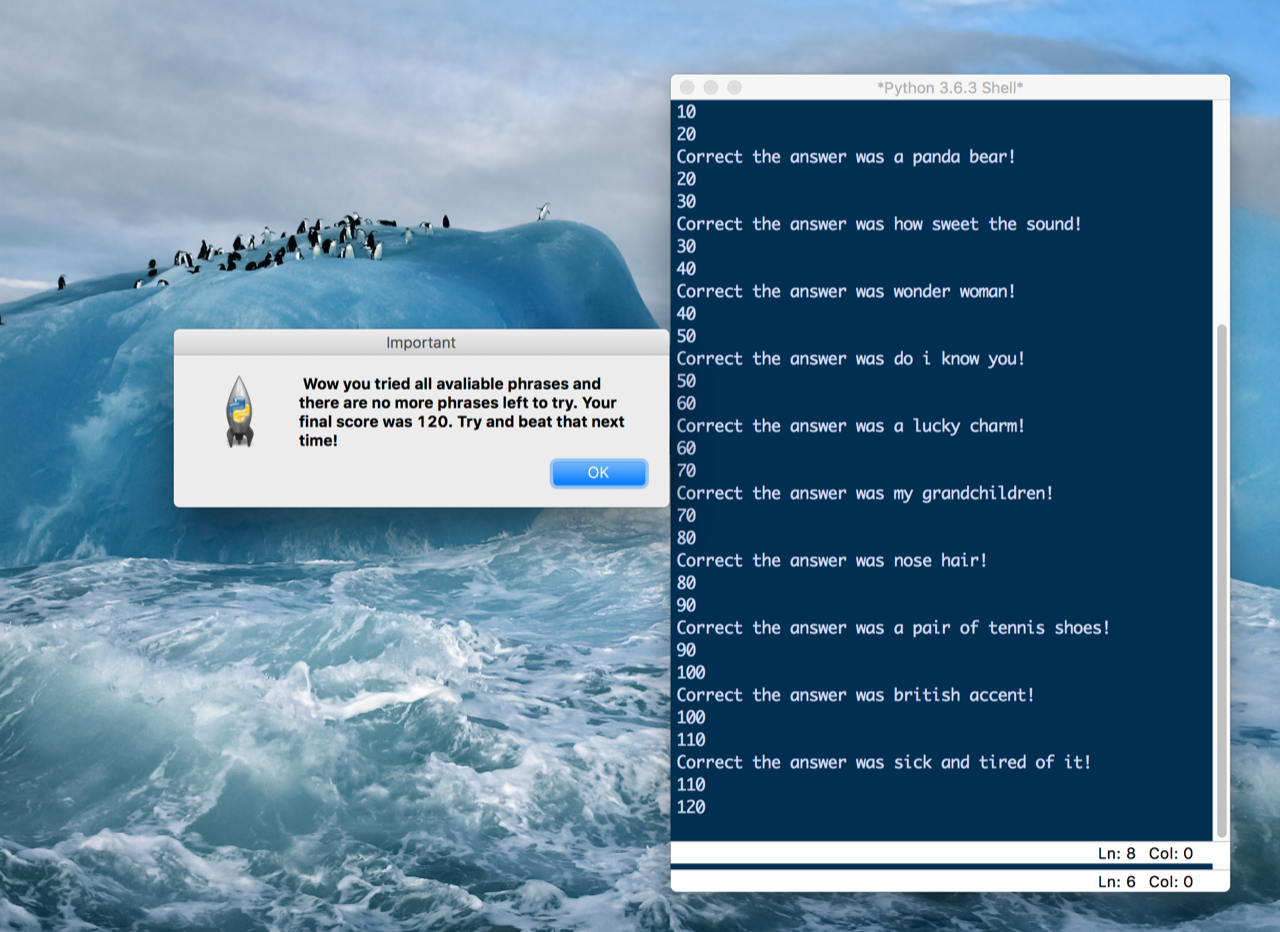 Important
Wow you tried all avaliable phrases and
there are no more phrases left to try. Your
final score was 120. Try and beat that next
time!
OK
*Python 3.6.3 Shell*
10
20
Correct the answer was a panda bear!
20
30
Correct the answer was how sweet the sound!
30
40
Correct the answer was wonder woman!
40
50
Correct the answer was do i know you!
50
60
Correct the answer was a lucky charm!
60
70
Correct the answer was my grandchildren!
70
80
Correct the answer was nose hair!
80
90
Correct the answer was a pair of tennis shoes!
90
100
Correct the answer was british accent!
100
110
Correct the answer was sick and tired of it!
110
120
Ln: 8 Col: 0
Ln: 6 Col: 0